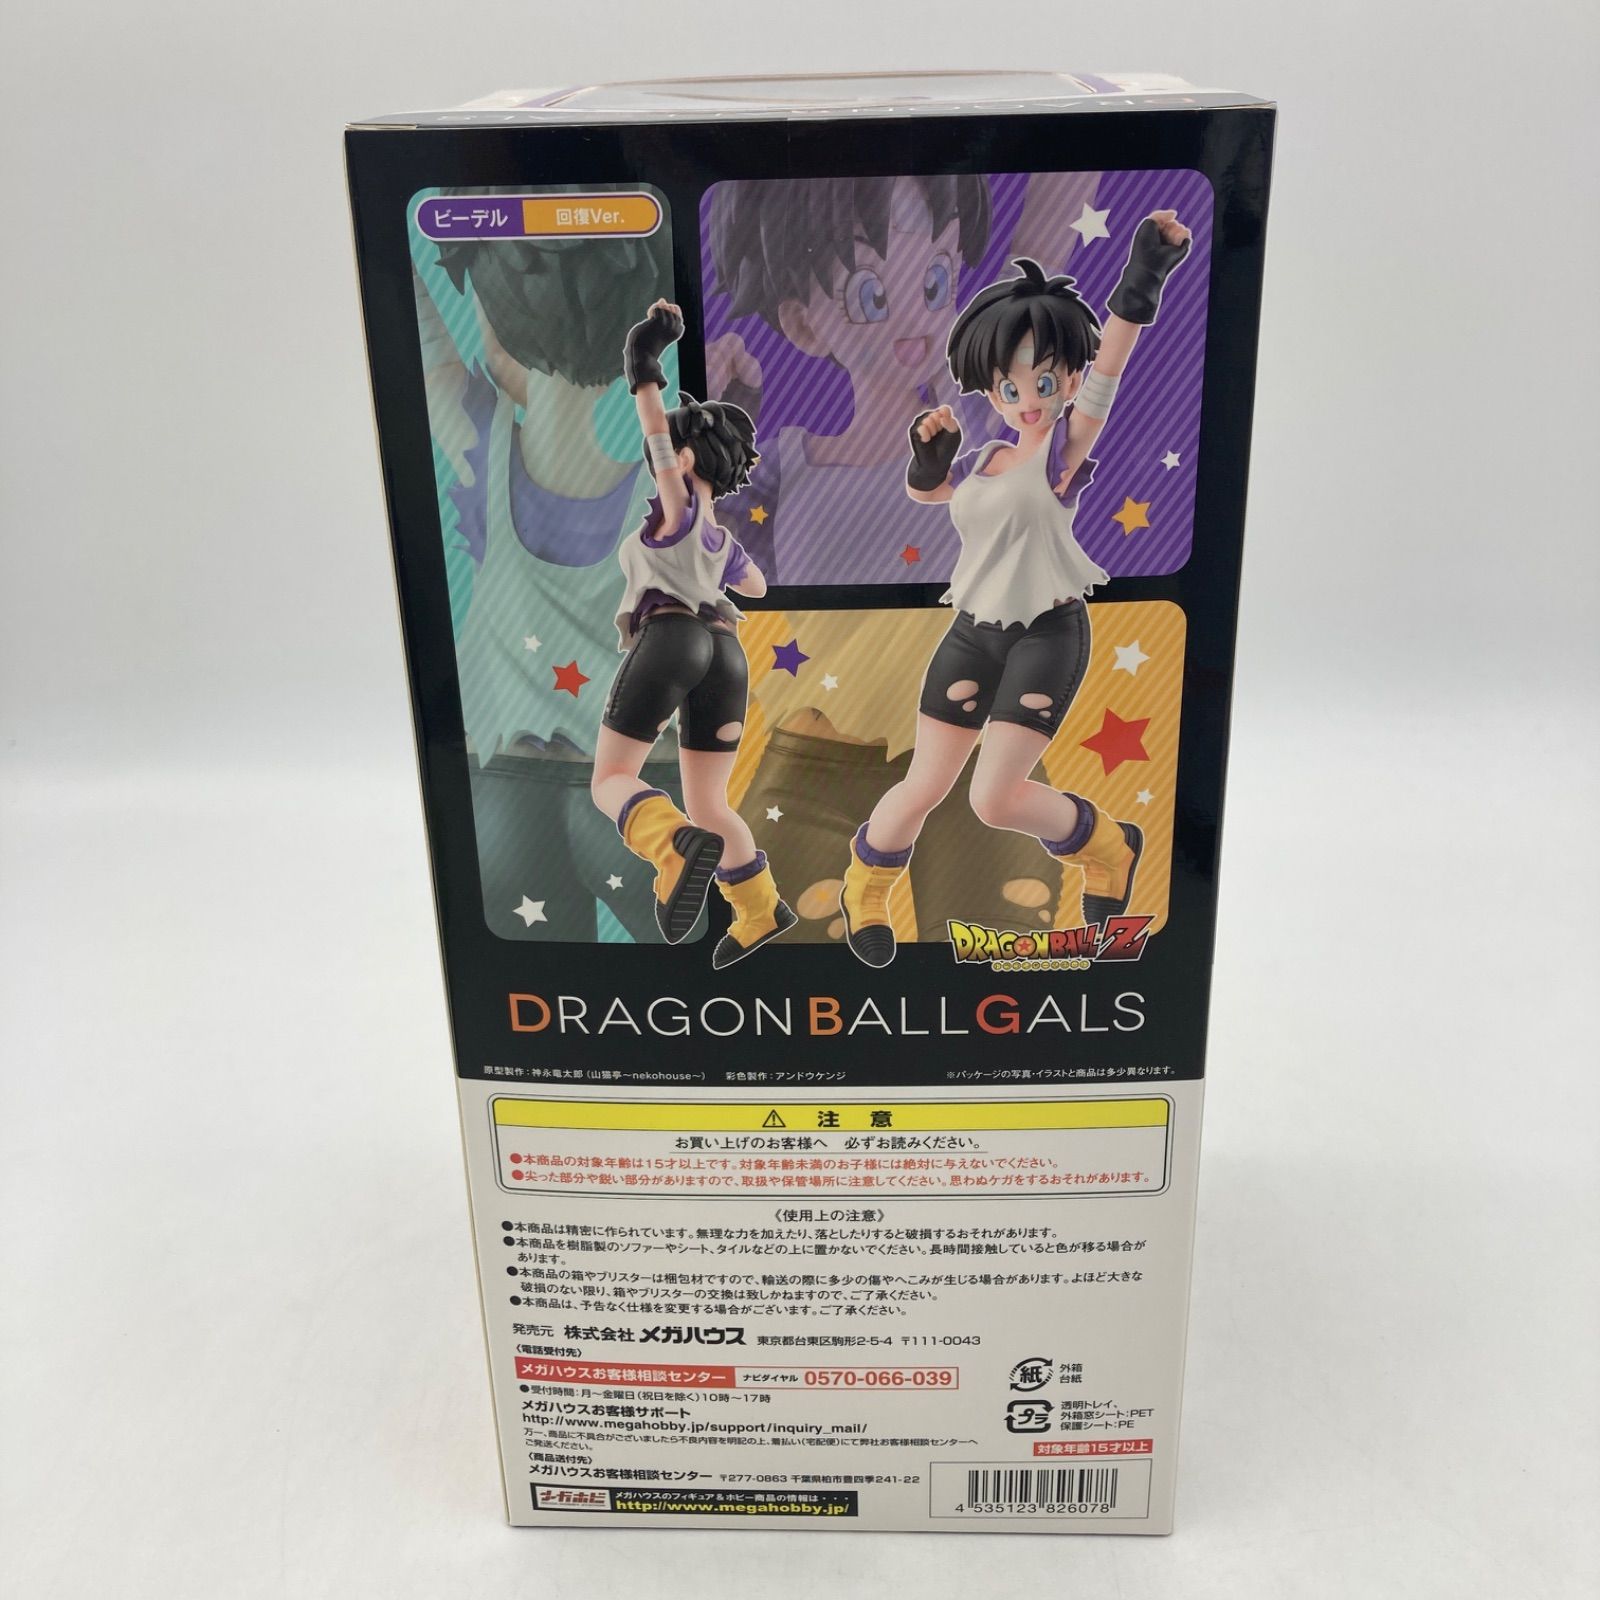 ビーデル 回復Ver.
DRAGONBALL Z
DRAGON BALL GALS
原型製作：神永竜太郎（山猫亭～nekohouse～） 彩色製作：アンドウケンジ ※パッケージの写真・イラストと商品は多少異なります。
⚠ 注意
お買い上げのお客様へ 必ずお読みください。
●本商品の対象年齢は15才以上です。対象年齢未満のお子様には絶対に与えないでください。
●尖った部分や鋭い部分がありますので、取扱や保管場所に注意してください。思わぬケガをするおそれがあります。
《使用上の注意》
●本商品は精密に作られています。無理な力を加えたり、落としたりすると破損するおそれがあります。
●本商品を樹脂製のソファーやシート、タイルなどの上に置かないでください。長時間接触していると色が移る場合が
あります。
●本商品の箱やブリスターは梱包材ですので、輸送の際に多少の傷やへこみが生じる場合があります。よほど大きな
破損のない限り、箱やブリスターの交換は致しかねますので、ご了承ください。
●本商品は、予告なく仕様を変更する場合がございます。ご了承ください。
発売元 株式会社 メガハウス 東京都台東区駒形2-5-4 〒111-0043
〈電話受付先〉
メガハウスお客様相談センター ナビダイヤル 0570-066-039
●受付時間：月～金曜日（祝日を除く）10時～17時
メガハウスお客様サポート
http://www.megahobby.jp/support/inquiry_mail/
万一、商品に不具合がございましたら不良内容を明記の上、着払い（宅配便）にて弊社お客様相談センターへ
ご発送ください。
〈商品送付先〉
メガハウスお客様相談センター 〒277-0863 千葉県柏市豊四季241-22
メガホビ メガハウスのフィギュア＆ホビー商品の情報は・・・
http://www.megahobby.jp/
紙 外箱
台紙
プラ 透明トレイ、
外箱窓シート：PET
保護シート：PE
対象年齢15才以上
4 535123 826078